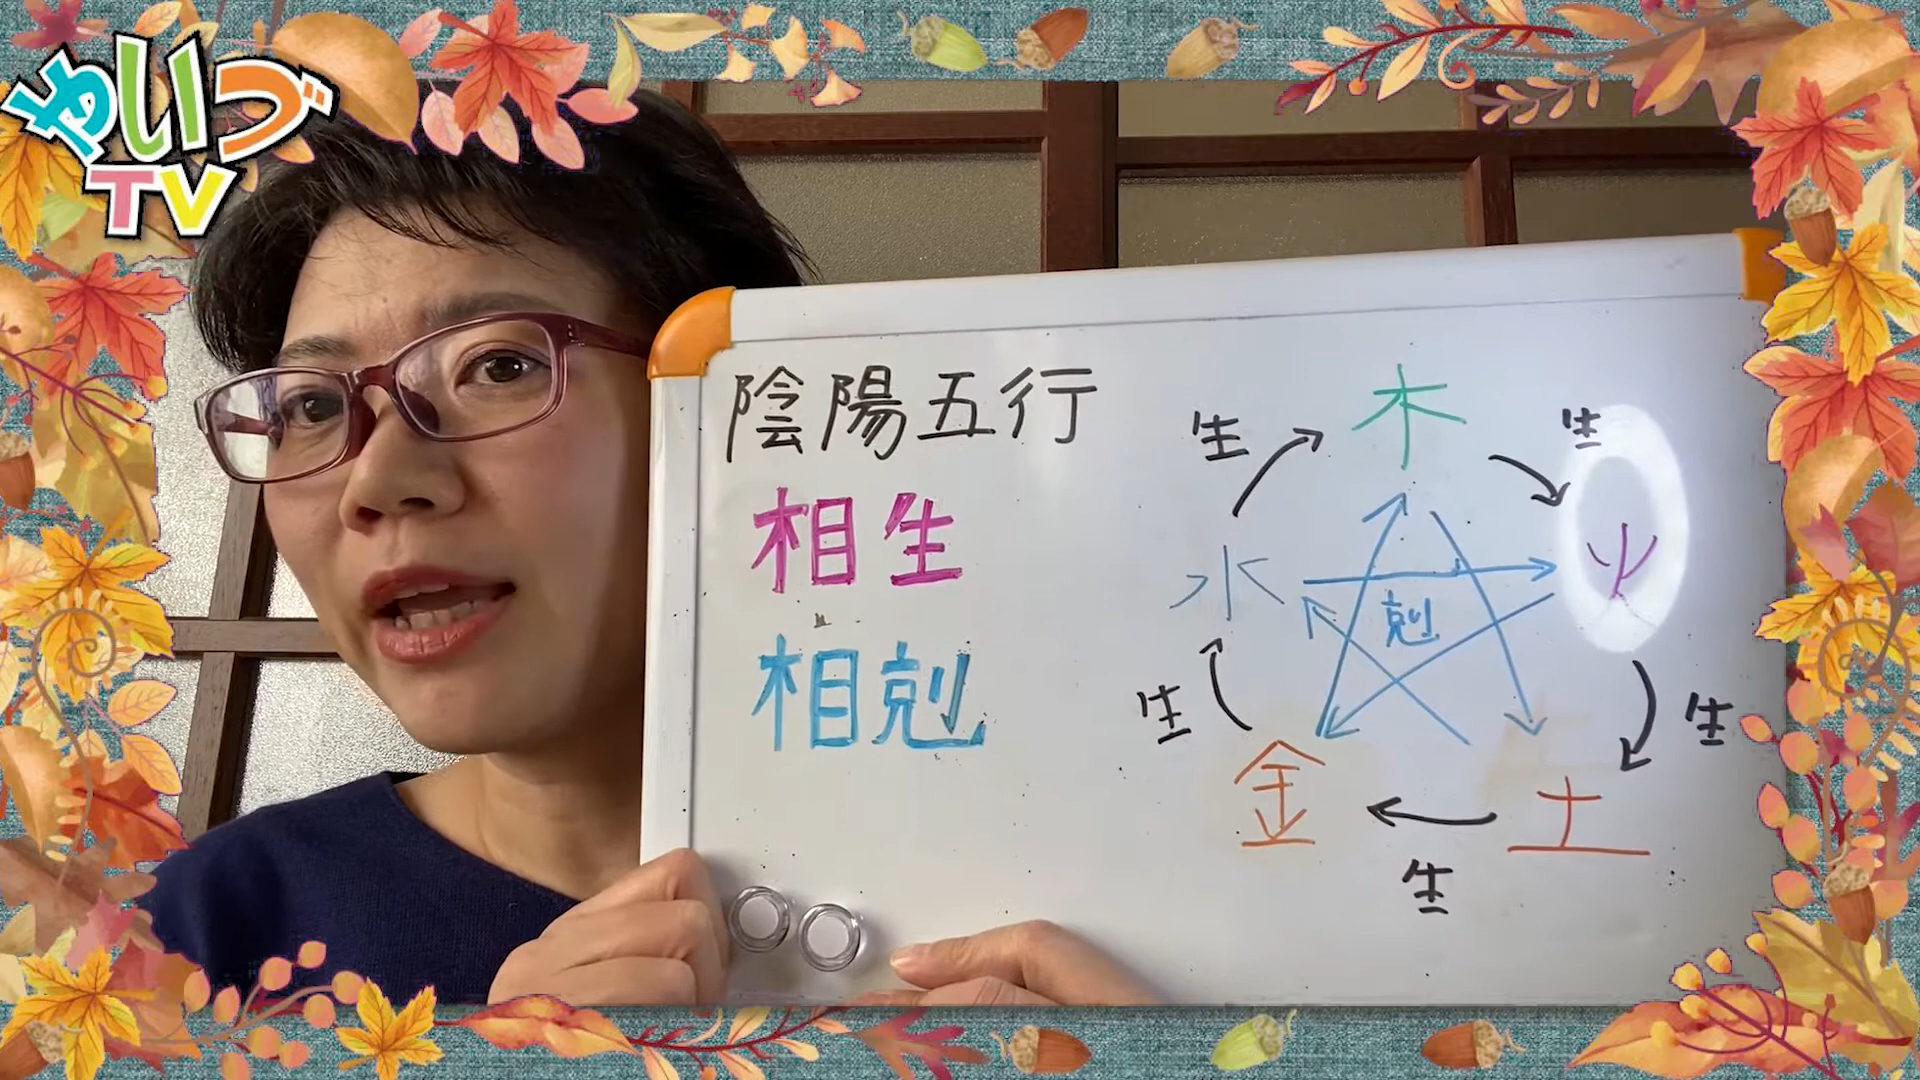 やいづ
TV
陰陽五行
相生
相剋
木
生
生
火
水
剋
生
生
金
土
生